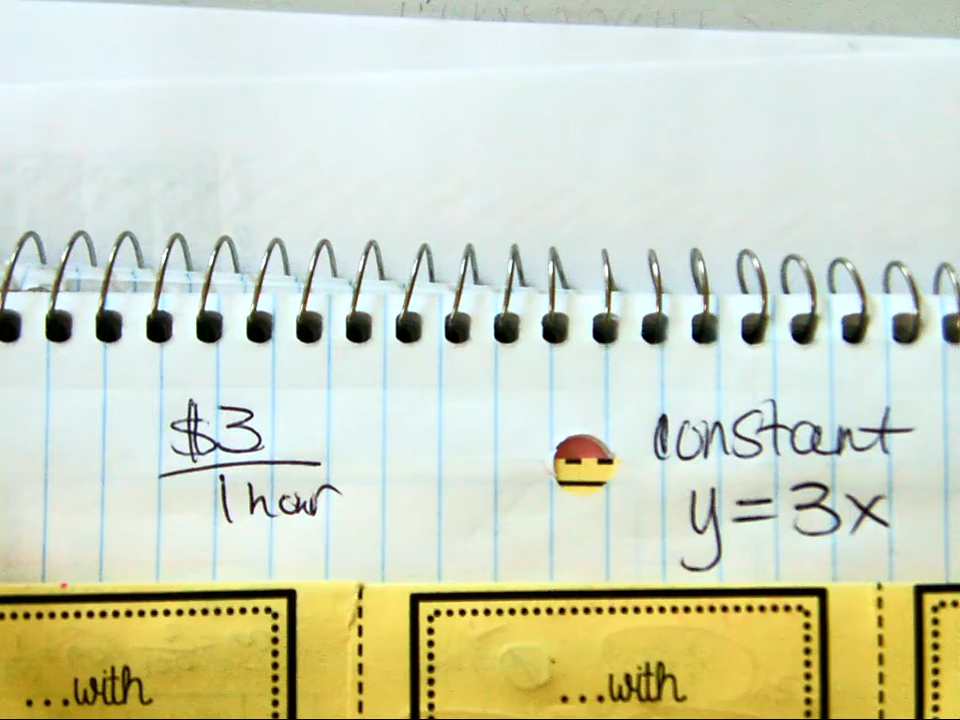 $3
1 hour
constant
y = 3x
...with
...with